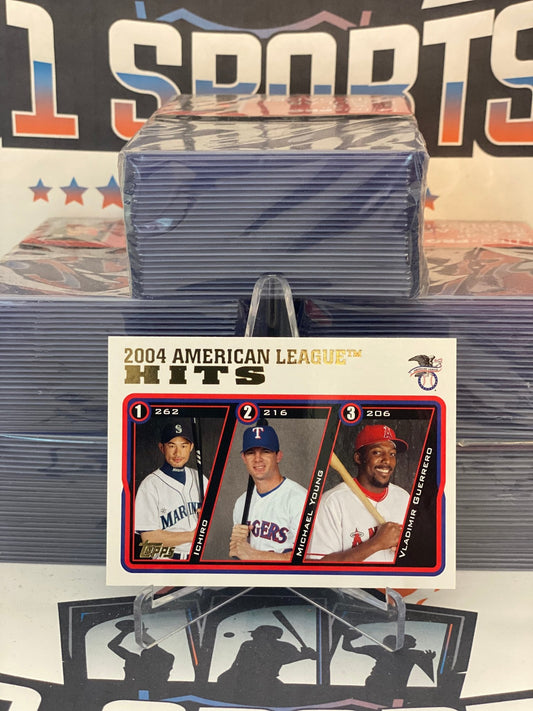 1 SPORTS
2004 AMERICAN LEAGUE™
HITS
1 262
2 216
3 206
S
T
A
MARIN
GERS
A
ICHIRO
MICHAEL YOUNG
VLADIMIR GUERRERO
TOPPS